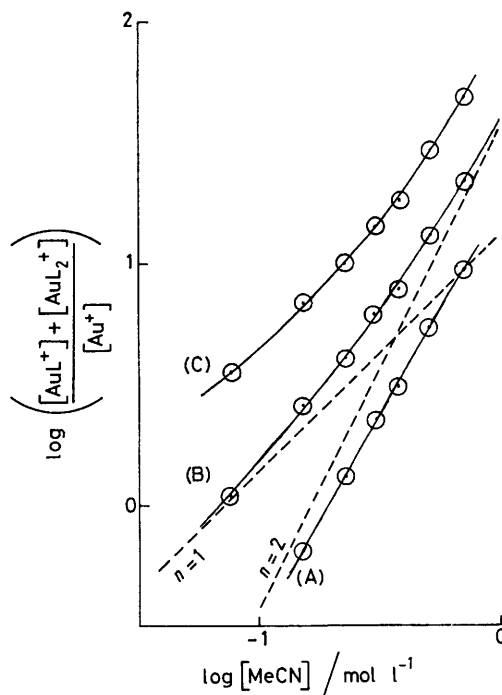 2
1
0
log ([AuL⁺] + [AuL₂⁺] / [Au⁺])
(C)
(B)
(A)
n = 1
n = 2
-1
0
log [MeCN] / mol l⁻¹